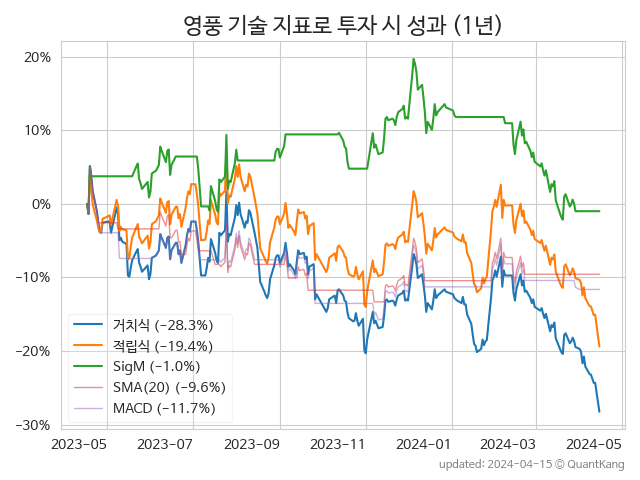 영풍 기술 지표로 투자 시 성과 (1년)
20%
10%
0%
−10%
−20%
−30%
거치식 (−28.3%)
적립식 (−19.4%)
SigM (−1.0%)
SMA(20) (−9.6%)
MACD (−11.7%)
2023-05 2023-07 2023-09 2023-11 2024-01 2024-03 2024-05
updated: 2024-04-15 © QuantKang